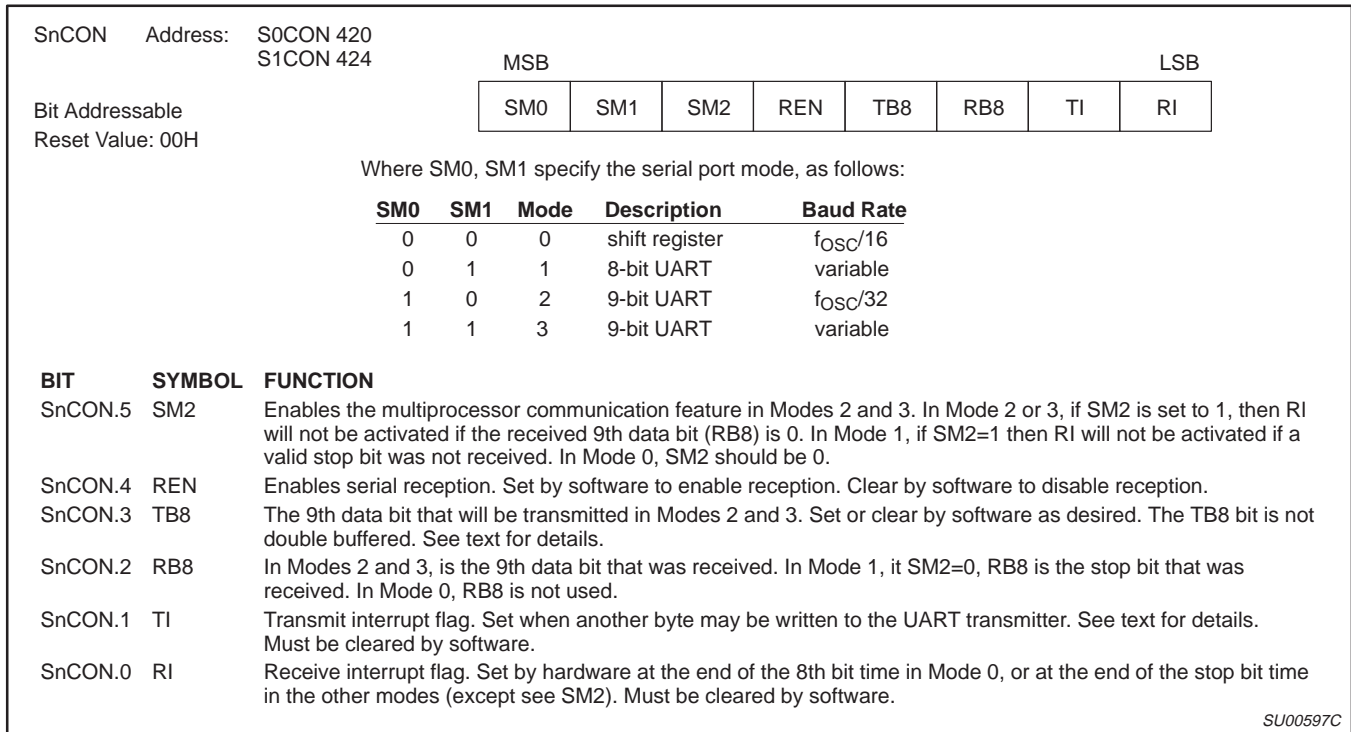 SnCON Address: S0CON 420
S1CON 424
MSB LSB
Bit Addressable
Reset Value: 00H
SM0 SM1 SM2 REN TB8 RB8 TI RI
Where SM0, SM1 specify the serial port mode, as follows:
SM0 SM1 Mode Description Baud Rate
0 0 0 shift register fOSC/16
0 1 1 8-bit UART variable
1 0 2 9-bit UART fOSC/32
1 1 3 9-bit UART variable
BIT SYMBOL FUNCTION
SnCON.5 SM2 Enables the multiprocessor communication feature in Modes 2 and 3. In Mode 2 or 3, if SM2 is set to 1, then RI
will not be activated if the received 9th data bit (RB8) is 0. In Mode 1, if SM2=1 then RI will not be activated if a
valid stop bit was not received. In Mode 0, SM2 should be 0.
SnCON.4 REN Enables serial reception. Set by software to enable reception. Clear by software to disable reception.
SnCON.3 TB8 The 9th data bit that will be transmitted in Modes 2 and 3. Set or clear by software as desired. The TB8 bit is not
double buffered. See text for details.
SnCON.2 RB8 In Modes 2 and 3, is the 9th data bit that was received. In Mode 1, it SM2=0, RB8 is the stop bit that was
received. In Mode 0, RB8 is not used.
SnCON.1 TI Transmit interrupt flag. Set when another byte may be written to the UART transmitter. See text for details.
Must be cleared by software.
SnCON.0 RI Receive interrupt flag. Set by hardware at the end of the 8th bit time in Mode 0, or at the end of the stop bit time
in the other modes (except see SM2). Must be cleared by software.
SU00597C